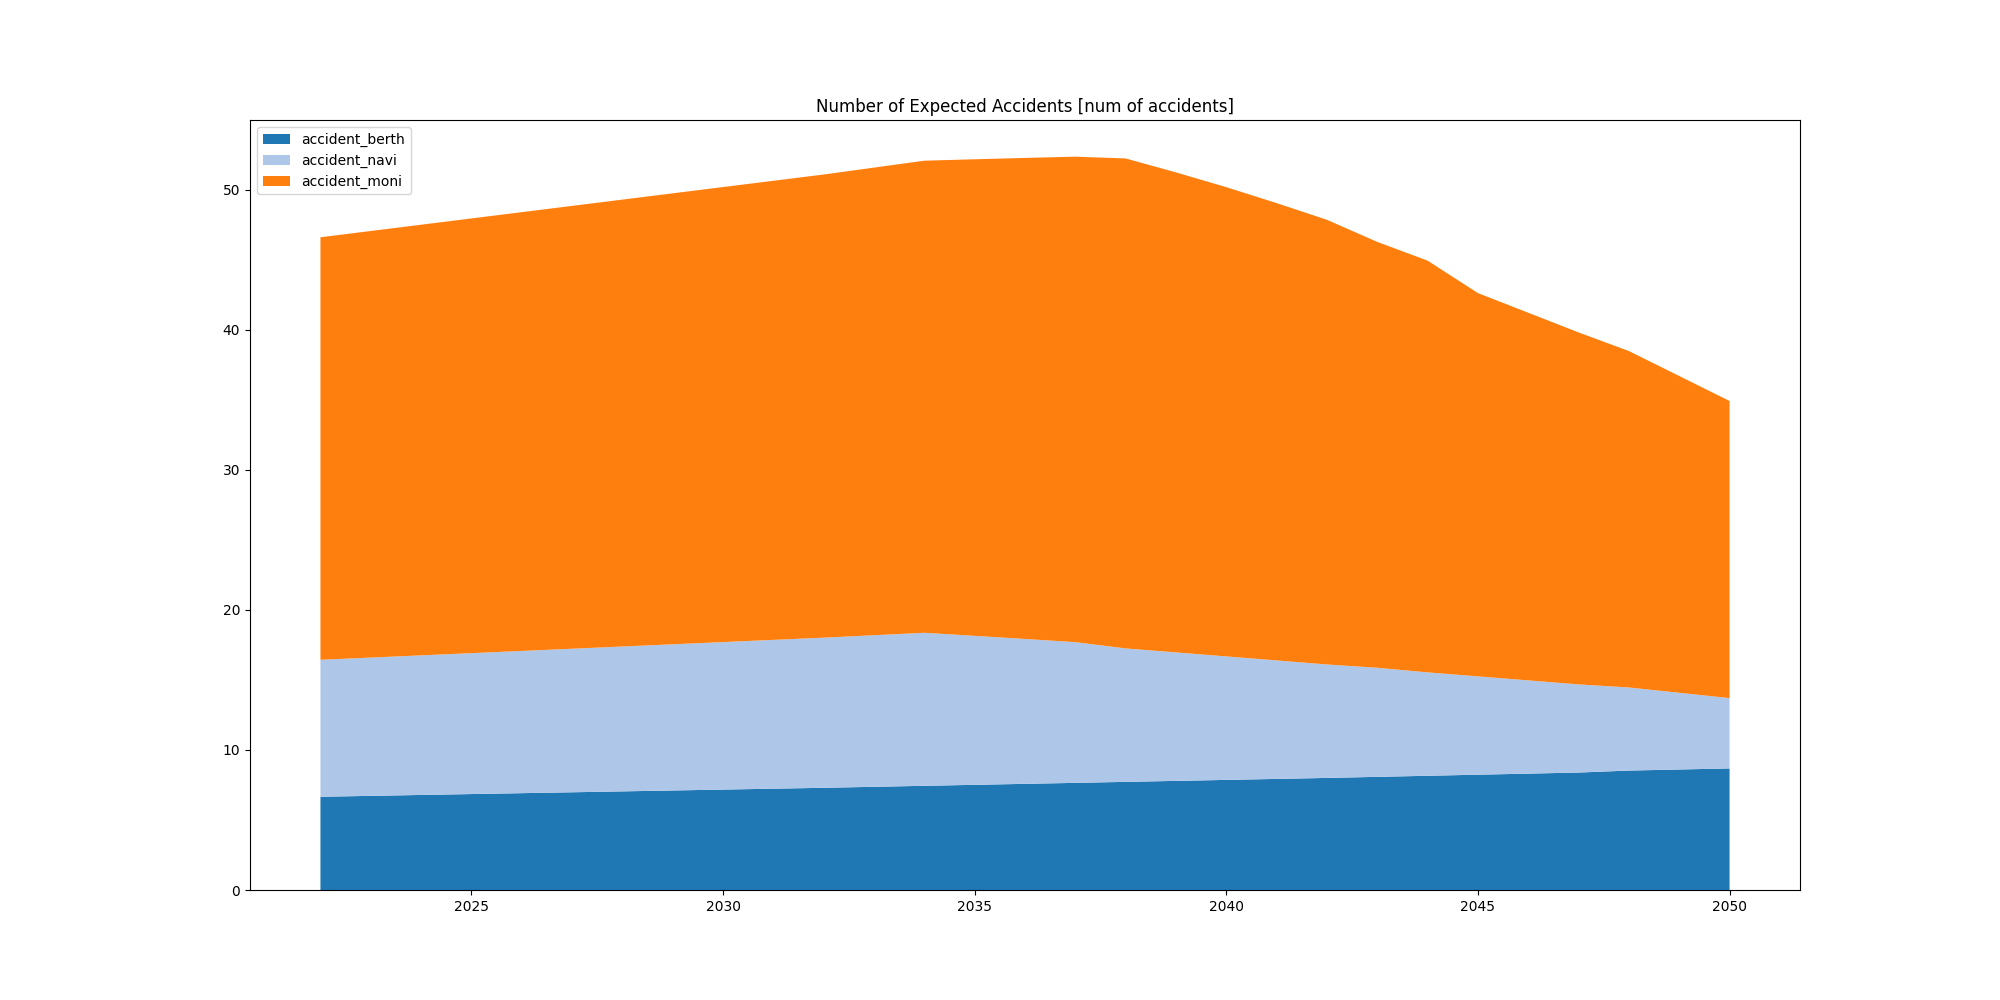 Number of Expected Accidents [num of accidents]
accident_berth
accident_navi
accident_moni
50
40
30
20
10
0
2025 2030 2035 2040 2045 2050